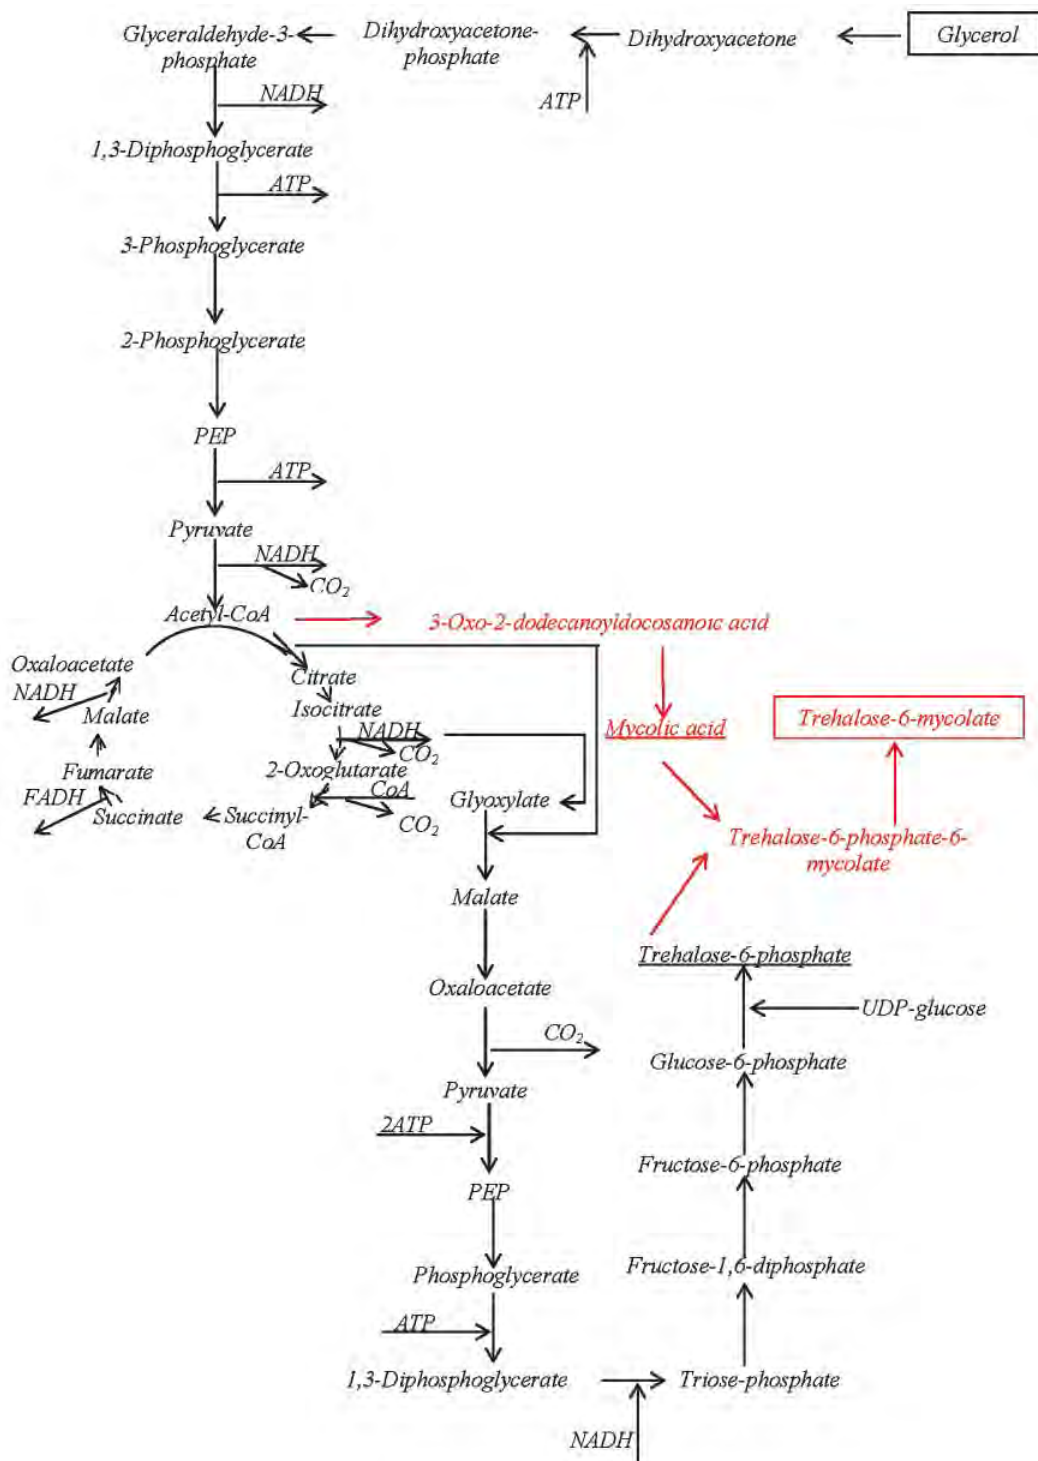 Glyceraldehyde-3-
phosphate
Dihydroxyacetone-
phosphate
Dihydroxyacetone
Glycerol
ATP
NADH
1,3-Diphosphoglycerate
ATP
3-Phosphoglycerate
2-Phosphoglycerate
PEP
ATP
Pyruvate
NADH
CO2
Acetyl-CoA
3-Oxo-2-dodecanoyldocosanoic acid
Oxaloacetate
Citrate
NADH
Malate
Isocitrate
NADH
CO2
Mycolic acid
Trehalose-6-mycolate
Fumarate
2-Oxoglutarate
FADH
CoA
Glyoxylate
Succinate
Succinyl-
CoA
CO2
Trehalose-6-phosphate-6-
mycolate
Malate
Trehalose-6-phosphate
Oxaloacetate
UDP-glucose
CO2
Glucose-6-phosphate
Pyruvate
2ATP
Fructose-6-phosphate
PEP
Fructose-1,6-diphosphate
Phosphoglycerate
ATP
1,3-Diphosphoglycerate
Triose-phosphate
NADH